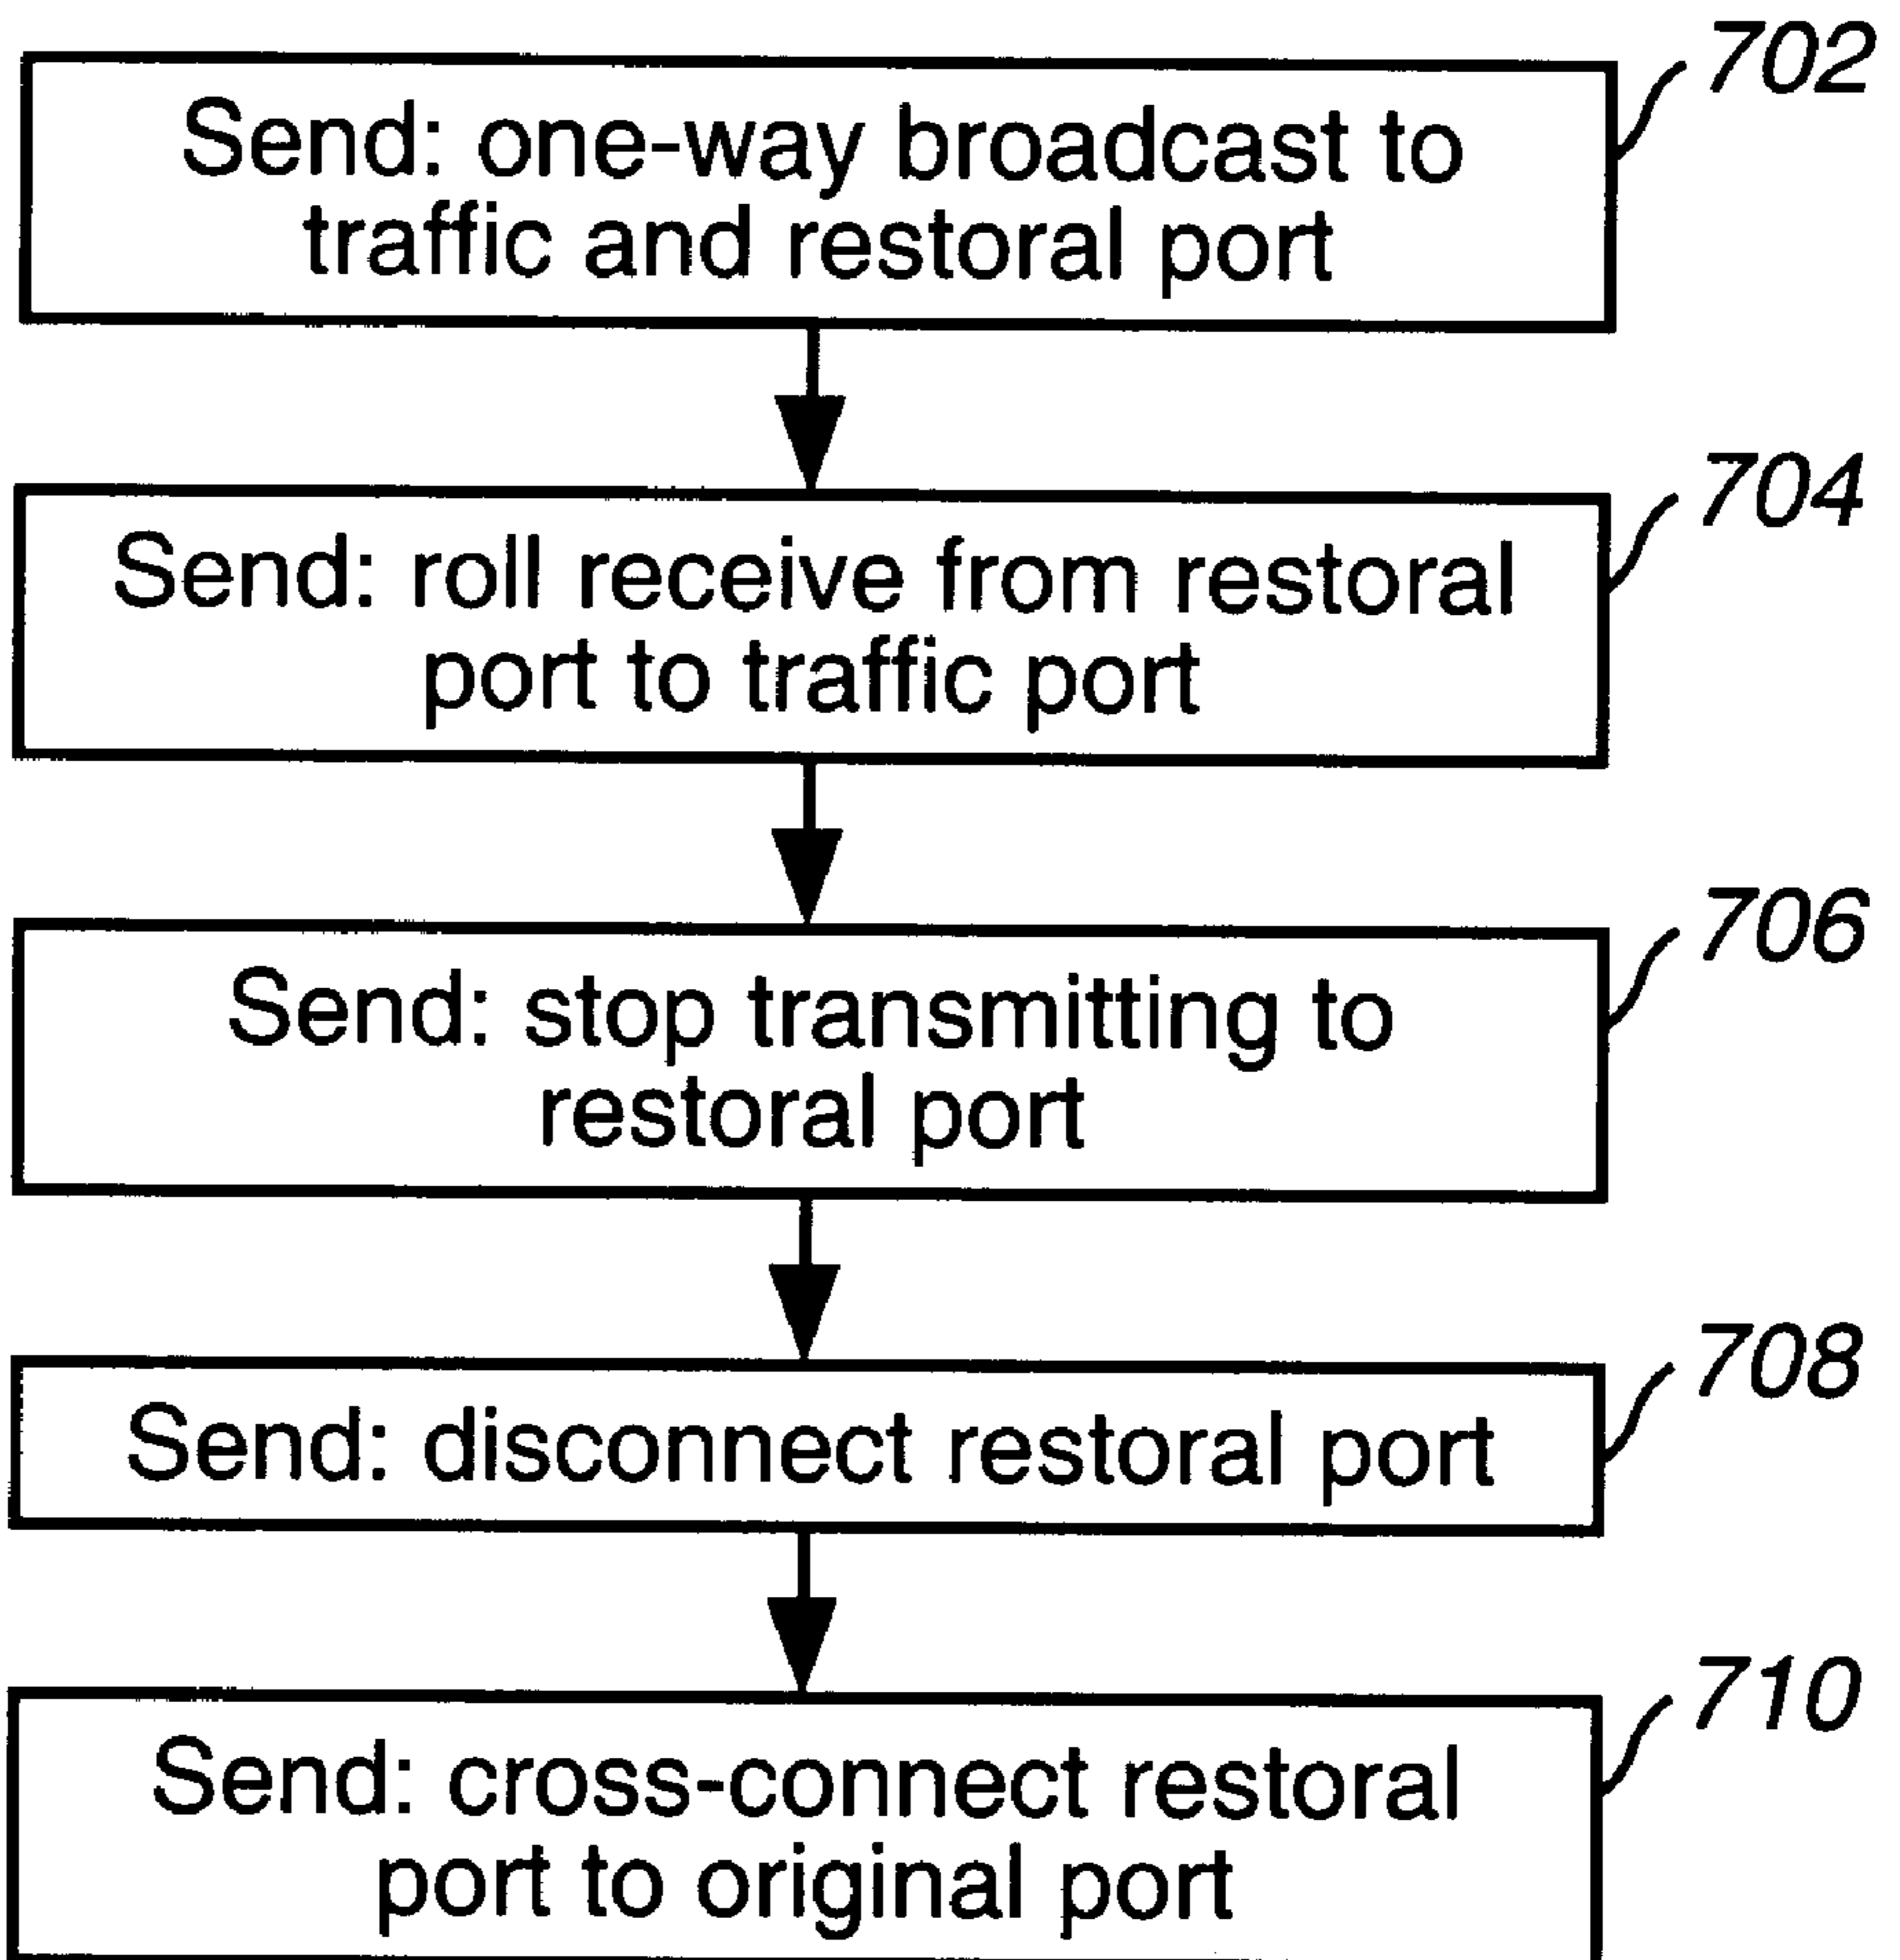 702
Send: one-way broadcast to
traffic and restoral port
704
Send: roll receive from restoral
port to traffic port
706
Send: stop transmitting to
restoral port
708
Send: disconnect restoral port
710
Send: cross-connect restoral
port to original port